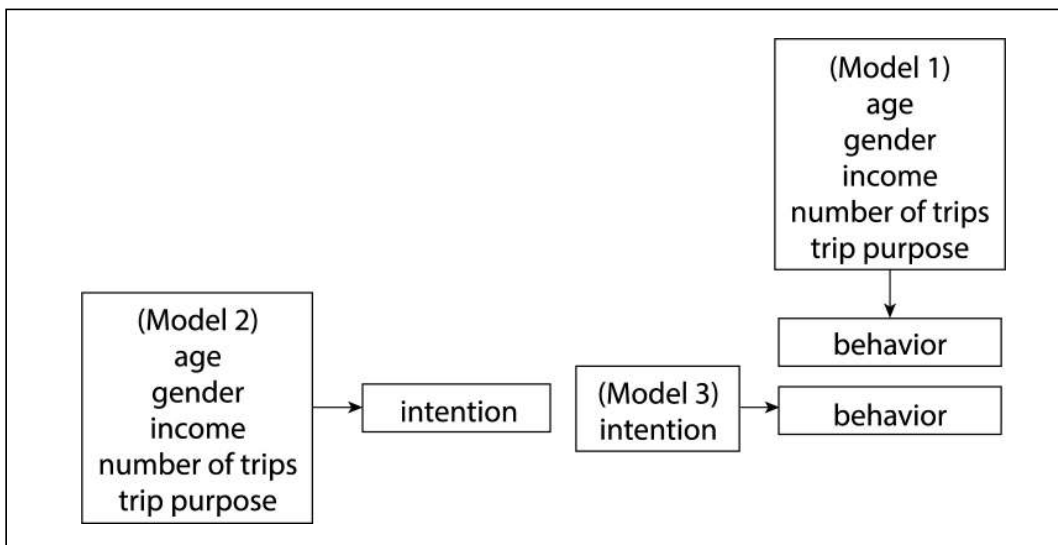 (Model 1)
age
gender
income
number of trips
trip purpose
behavior
(Model 2)
age
gender
income
number of trips
trip purpose
intention
(Model 3)
intention
behavior